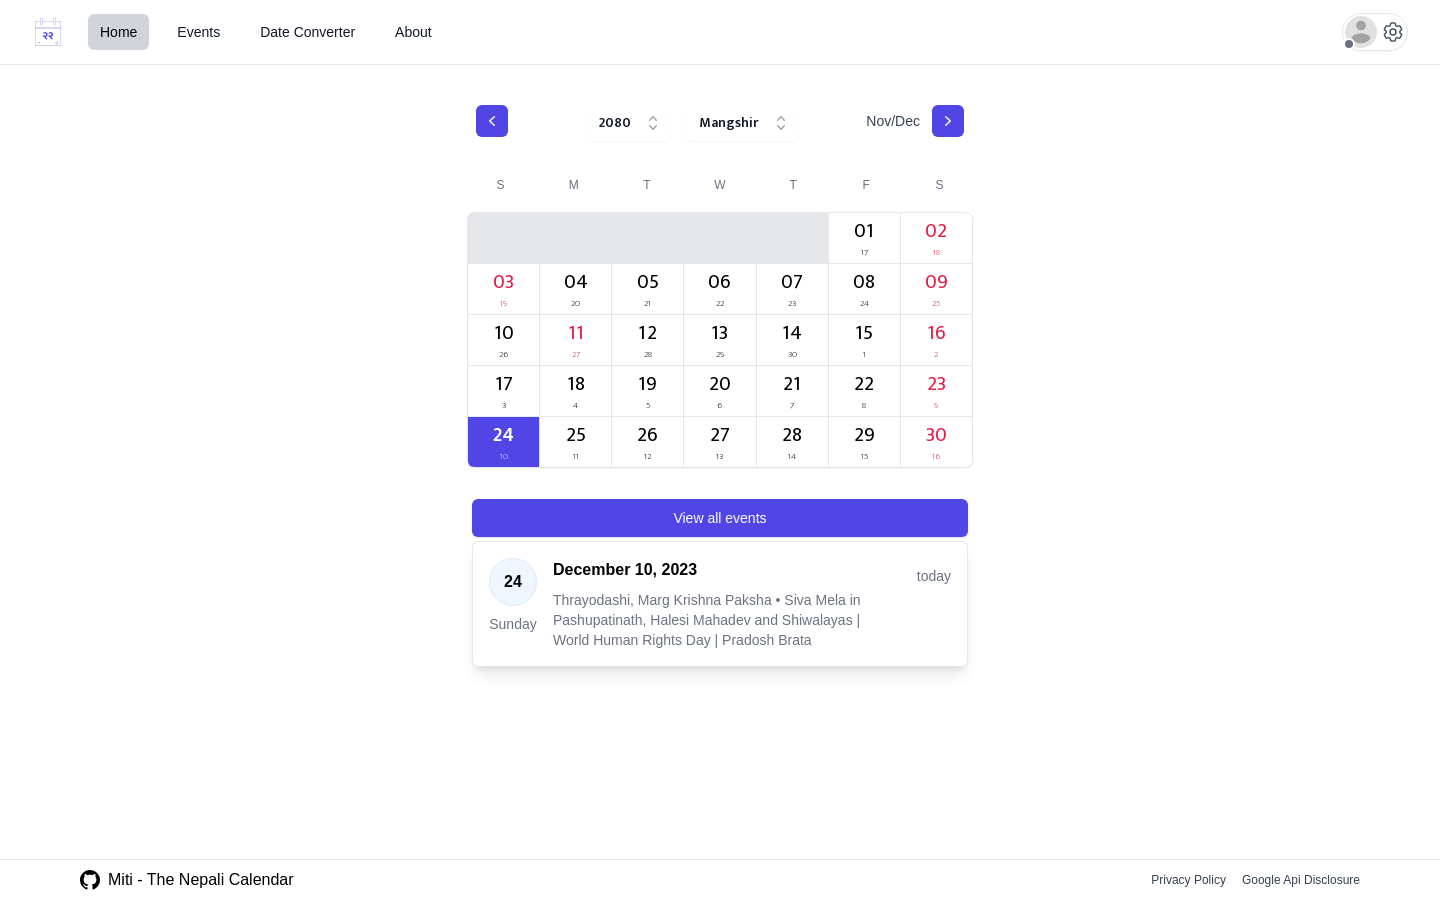 २२
Home
Events
Date Converter
About
2080
Mangshir
Nov/Dec
S M T W T F S
01 02
17 18
03 04 05 06 07 08 09
19 20 21 22 23 24 25
10 11 12 13 14 15 16
26 27 28 29 30 1 2
17 18 19 20 21 22 23
3 4 5 6 7 8 9
24 25 26 27 28 29 30
10 11 12 13 14 15 16
View all events
24
Sunday
December 10, 2023
today
Thrayodashi, Marg Krishna Paksha • Siva Mela in
Pashupatinath, Halesi Mahadev and Shiwalayas |
World Human Rights Day | Pradosh Brata
Miti - The Nepali Calendar
Privacy Policy
Google Api Disclosure